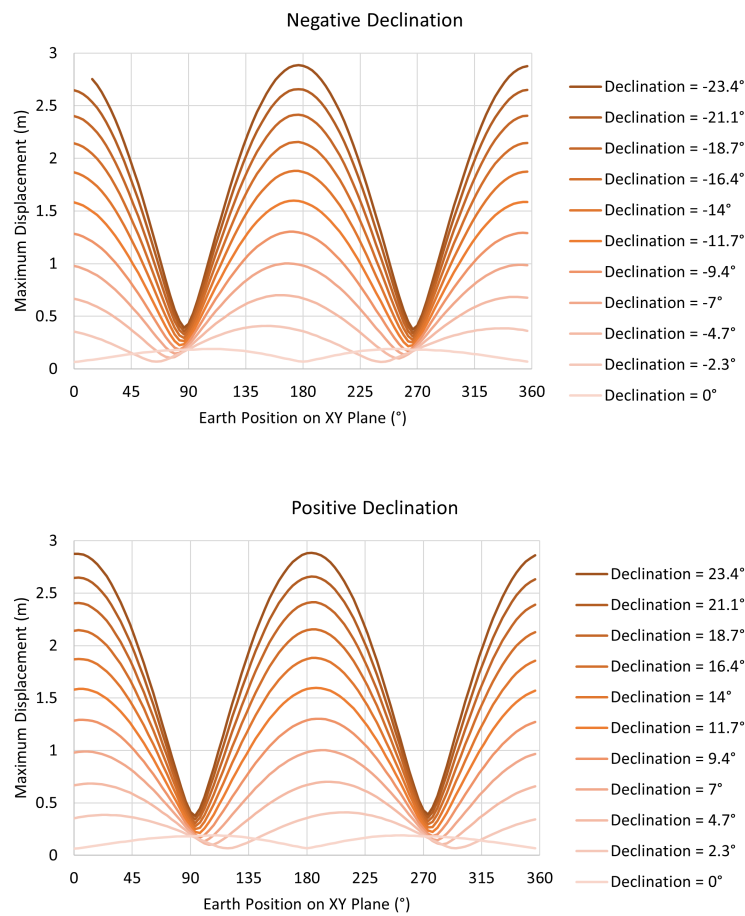 Negative Declination
Maximum Displacement (m)
3
2.5
2
1.5
1
0.5
0
0 45 90 135 180 225 270 315 360
Earth Position on XY Plane (°)
Declination = -23.4°
Declination = -21.1°
Declination = -18.7°
Declination = -16.4°
Declination = -14°
Declination = -11.7°
Declination = -9.4°
Declination = -7°
Declination = -4.7°
Declination = -2.3°
Declination = 0°
Positive Declination
Maximum Displacement (m)
3
2.5
2
1.5
1
0.5
0
0 45 90 135 180 225 270 315 360
Earth Position on XY Plane (°)
Declination = 23.4°
Declination = 21.1°
Declination = 18.7°
Declination = 16.4°
Declination = 14°
Declination = 11.7°
Declination = 9.4°
Declination = 7°
Declination = 4.7°
Declination = 2.3°
Declination = 0°